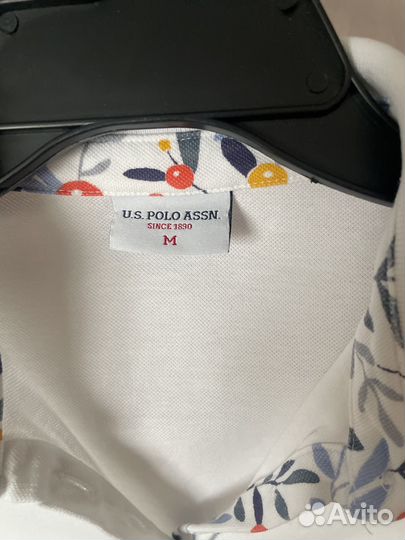 U.S. POLO ASSN.
SINCE 1890
M
Avito